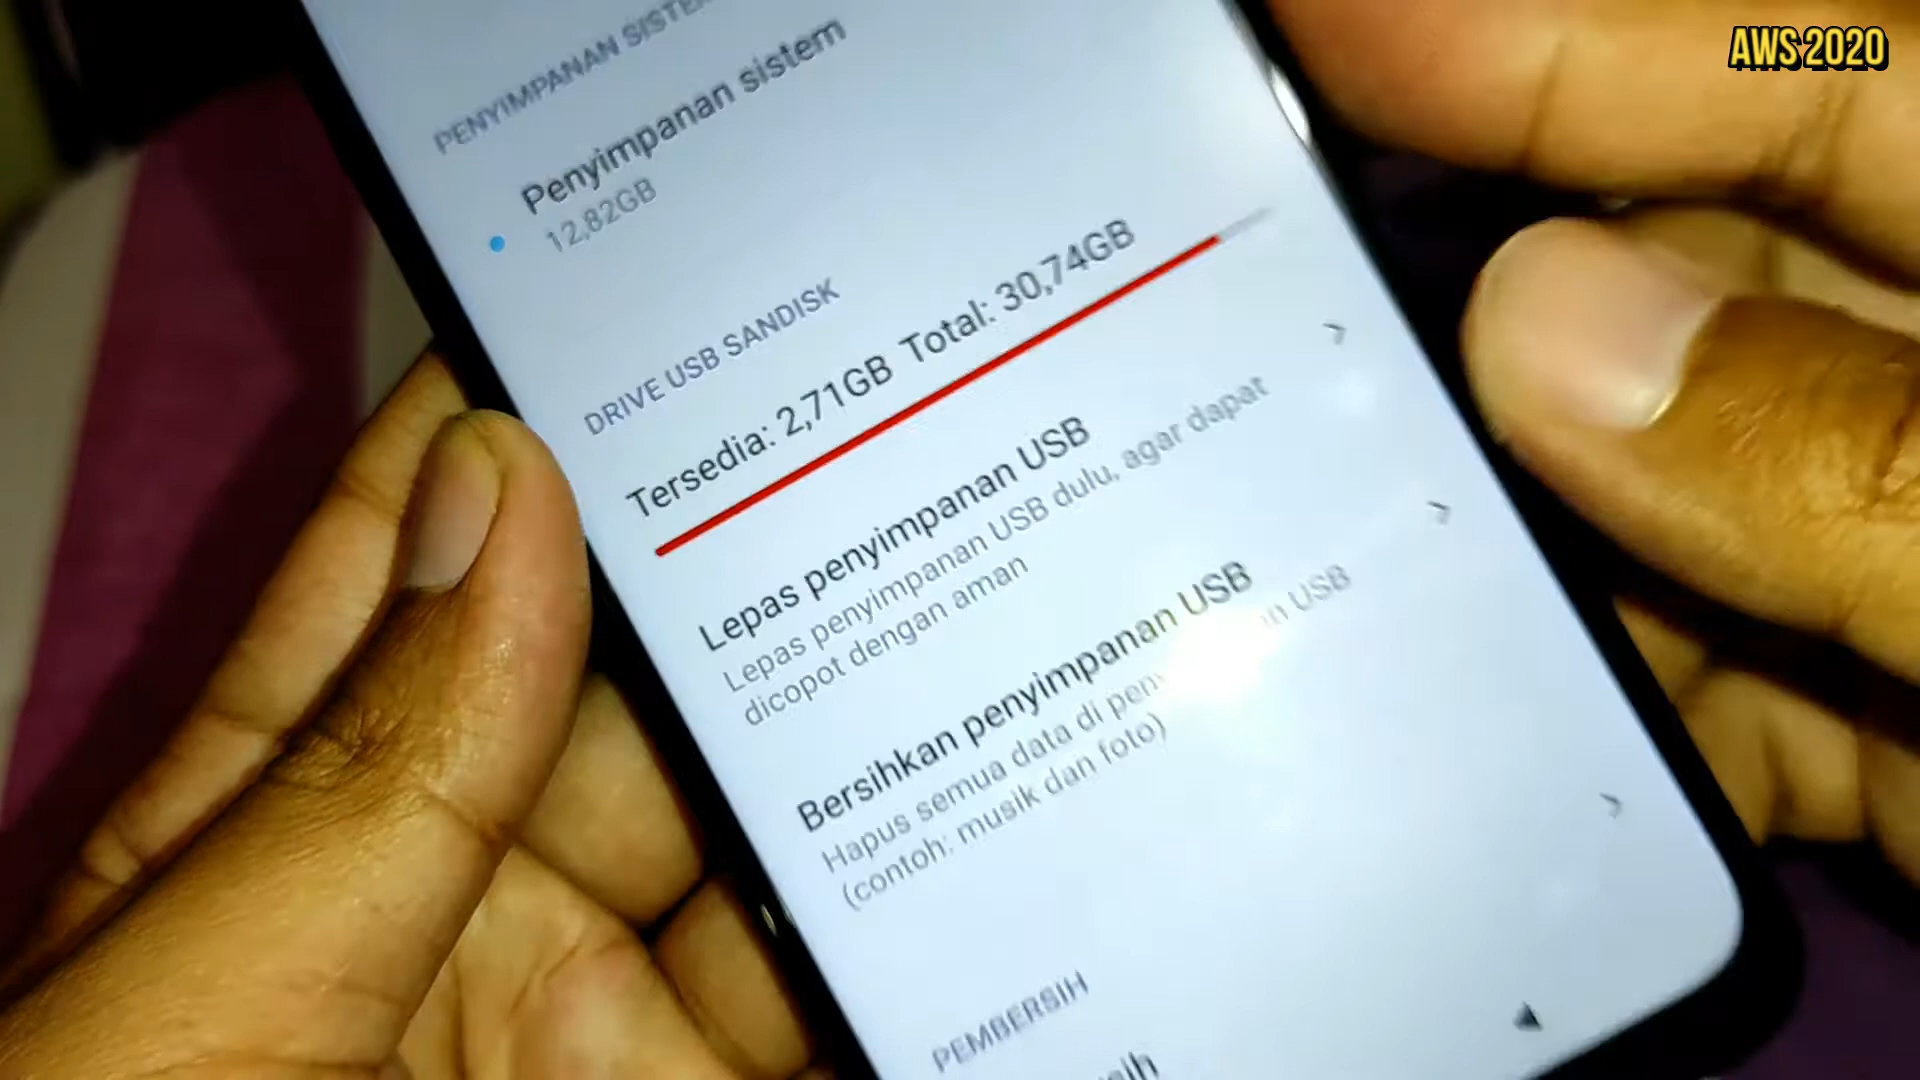 AWS 2020
PENYIMPANAN SISTEM
Penyimpanan sistem
12,82GB
DRIVE USB SANDISK
Tersedia: 2,71GB Total: 30,74GB
Lepas penyimpanan USB
Lepas penyimpanan USB dulu, agar dapat
dicopot dengan aman
Bersihkan penyimpanan USB
Hapus semua data di USB
(contoh: musik dan foto)
PEMBERSIH